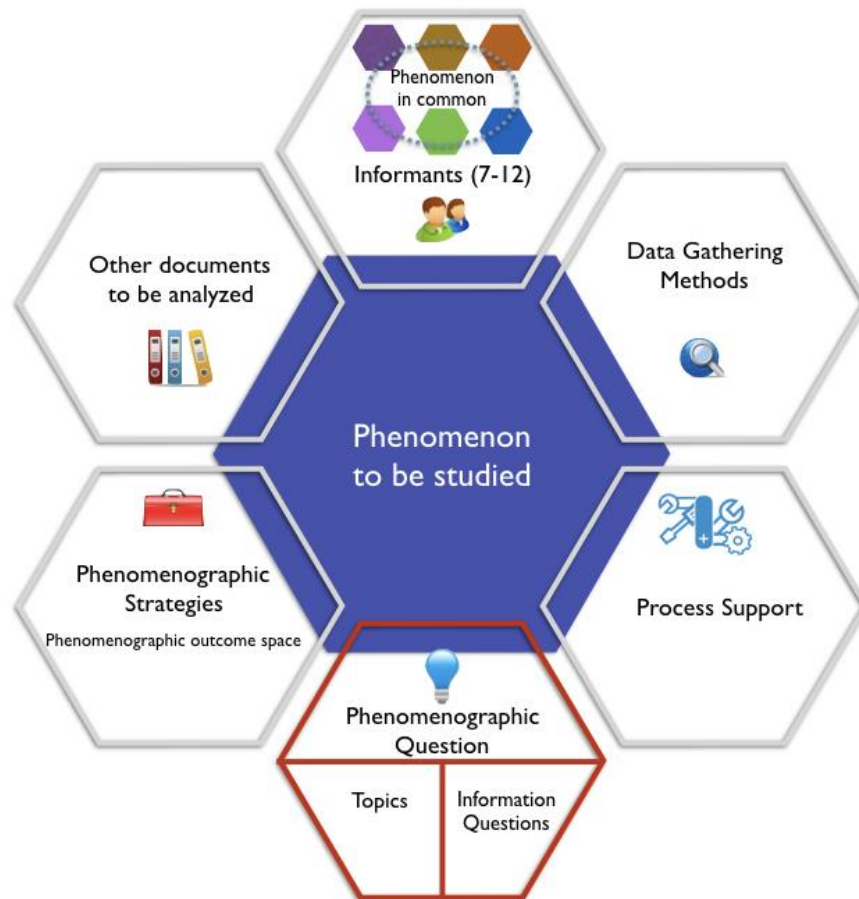 Phenomenon
in common
Informants (7-12)
Other documents
to be analyzed
Data Gathering
Methods
Phenomenon
to be studied
Phenomenographic
Strategies
Phenomenographic outcome space
Process Support
Phenomenographic
Question
Topics
Information
Questions